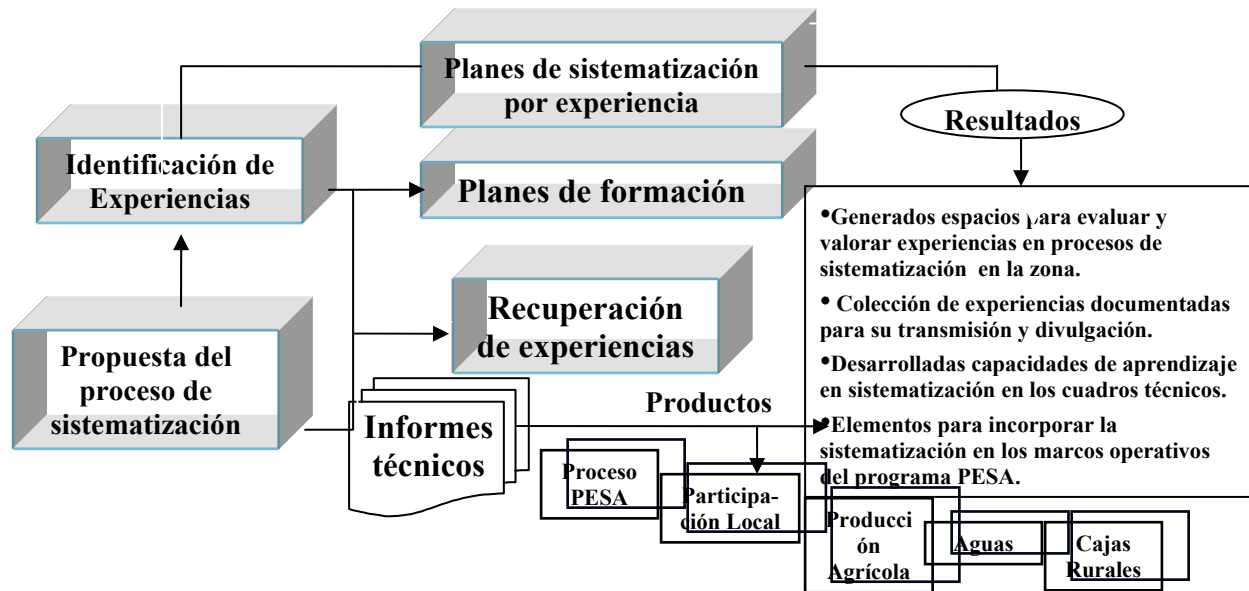 Planes de sistematización
por experiencia
Resultados
Identificación de
Experiencias
Planes de formación
•Generados espacios para evaluar y
valorar experiencias en procesos de
sistematización en la zona.
• Colección de experiencias documentadas
para su transmisión y divulgación.
•Desarrolladas capacidades de aprendizaje
en sistematización en los cuadros técnicos.
•Elementos para incorporar la
sistematización en los marcos operativos
del programa PESA.
Recuperación
de experiencias
Propuesta del
proceso de
sistematización
Informes
técnicos
Productos
Proceso
PESA
Participa-
ción Local
Producci
ón
Agrícola
Aguas
Cajas
Rurales